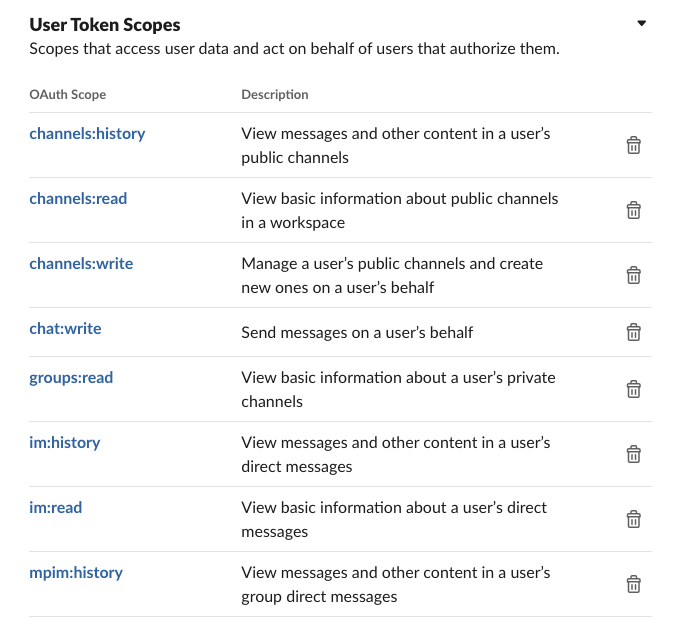 User Token Scopes
Scopes that access user data and act on behalf of users that authorize them.
OAuth Scope Description
channels:history View messages and other content in a user’s
public channels
channels:read View basic information about public channels
in a workspace
channels:write Manage a user’s public channels and create
new ones on a user’s behalf
chat:write Send messages on a user’s behalf
groups:read View basic information about a user’s private
channels
im:history View messages and other content in a user’s
direct messages
im:read View basic information about a user’s direct
messages
mpim:history View messages and other content in a user’s
group direct messages